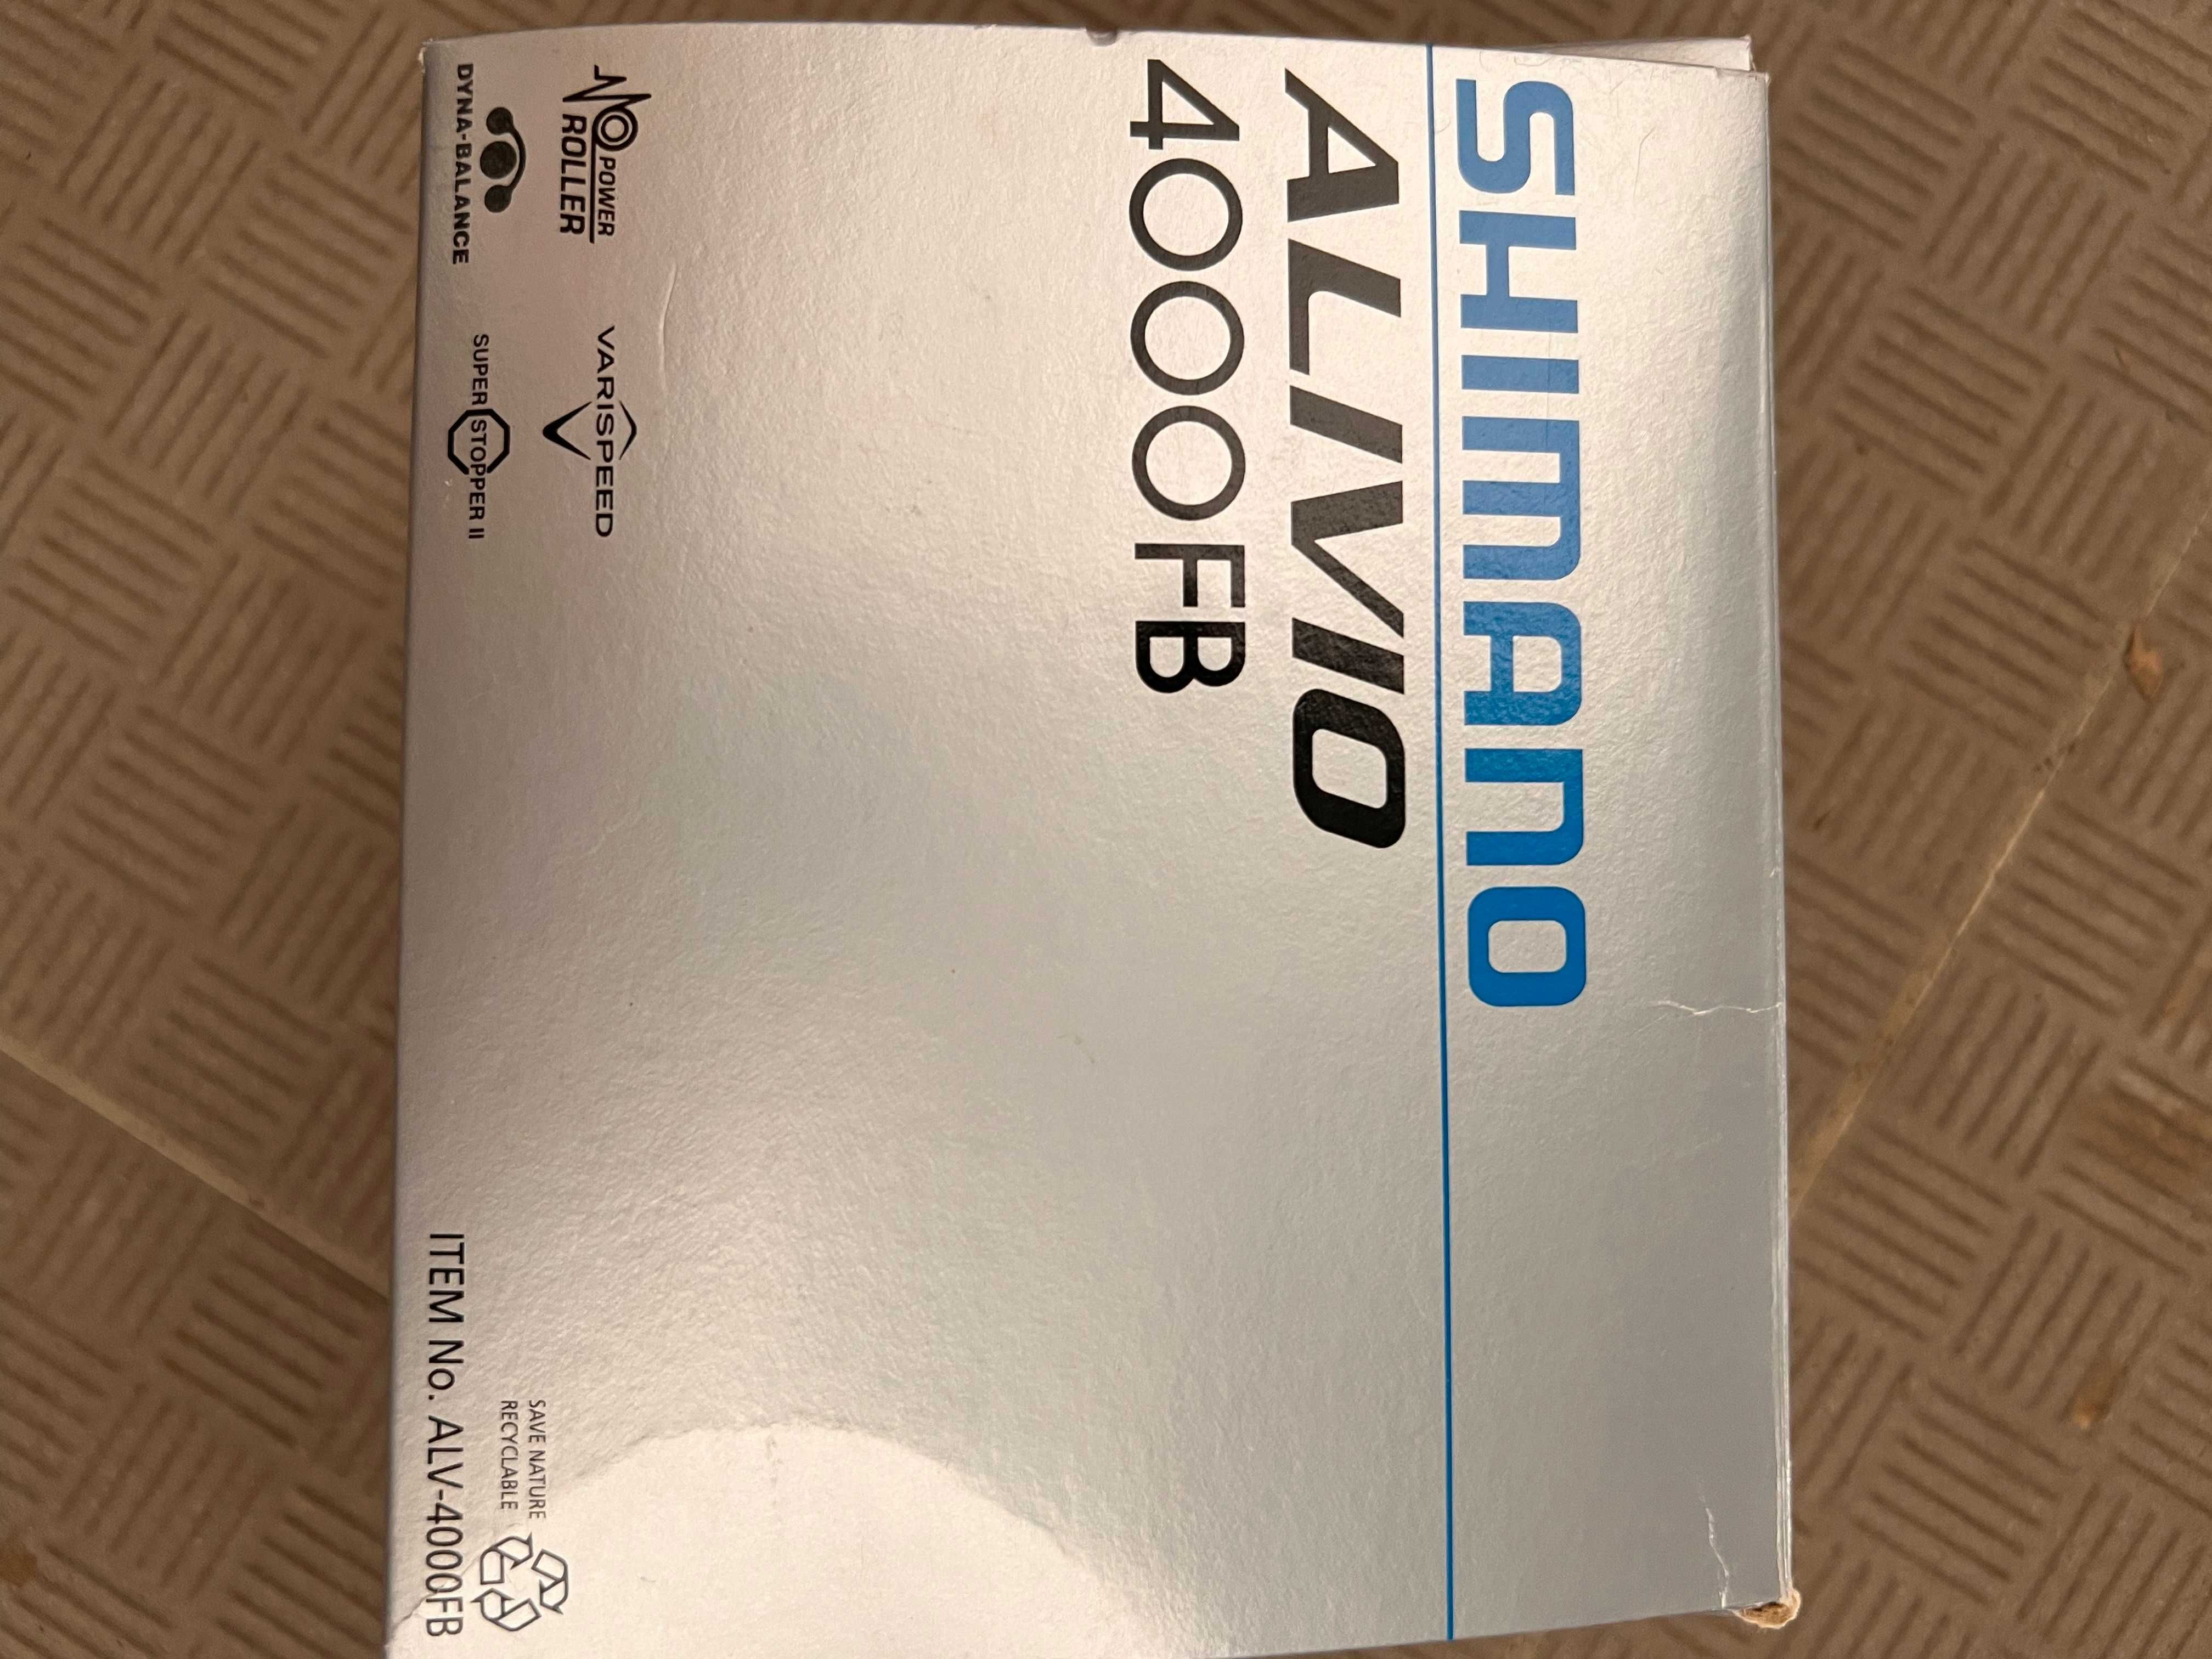 SHIMANO
ALIVIO
4000FB
POWER
ROLLER
VARISPEED
DYNA-BALANCE
SUPER STOPPER II
SAVE NATURE
RECYCLABLE
ITEM No. ALV-4000FB